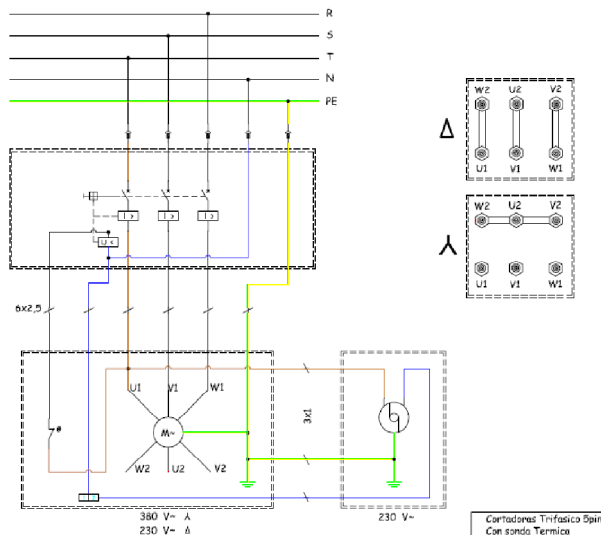 R
S
T
N
PE
W2 U2 V2
Δ
U1 V1 W1
W2 U2 V2
U1 V1 W1
I> I> I>
U<
6x2,5
U1 V1 W1
3x1
M~
W2 U2 V2
380 V~
230 V~ Δ
230 V~
Cortadoras Trifasico 5pin
Con sonda Termica